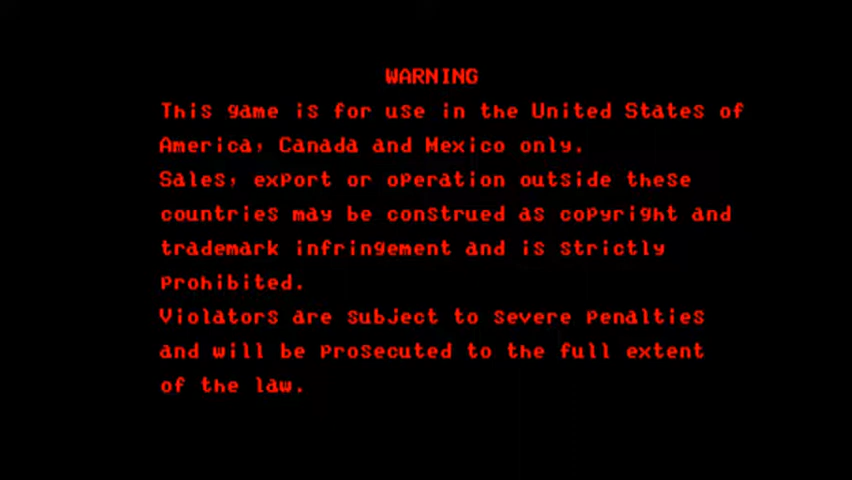 WARNING
This game is for use in the United States of
America, Canada and Mexico only.
Sales, export or operation outside these
countries may be construed as copyright and
trademark infringement and is strictly
prohibited.
Violators are subject to severe penalties
and will be prosecuted to the full extent
of the law.